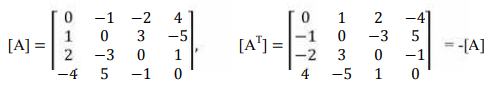 [A] = [0 −1 −2 4
1 0 3 −5
2 −3 0 1
−4 5 −1 0], [Aᵀ] = [0 1 2 −4
−1 0 −3 5
−2 3 0 −1
4 −5 1 0] = -[A]